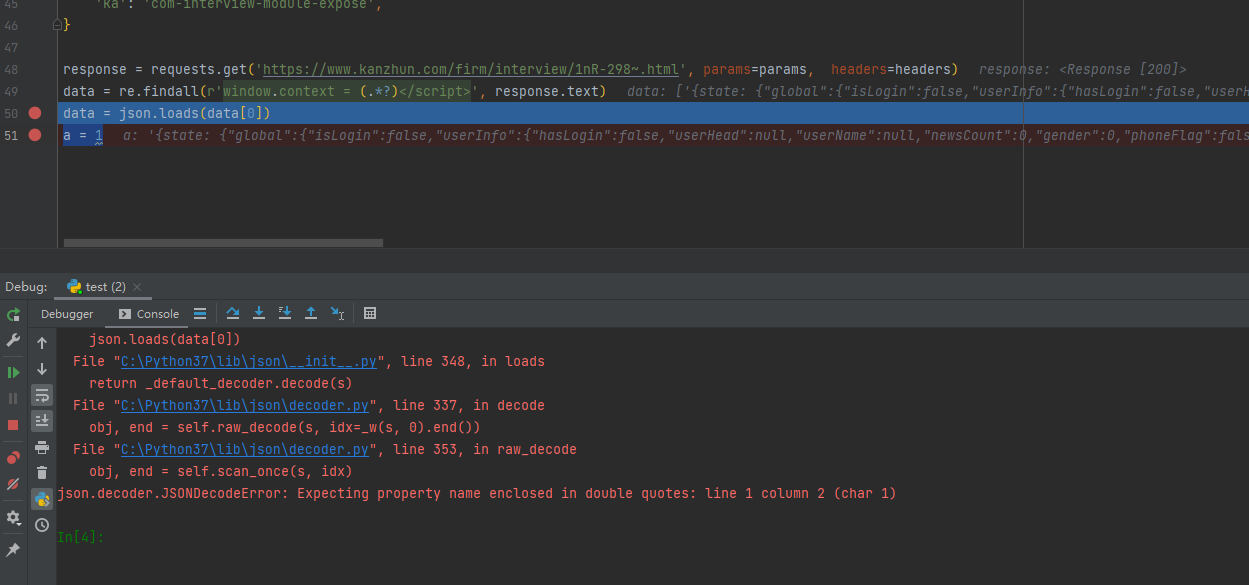 45 'ka': 'com-interview-module-expose',
46 }
47
48 response = requests.get('https://www.kanzhun.com/firm/interview/1nR-298~.html', params=params, headers=headers) response: <Response [200]>
49 data = re.findall(r'window.context = (.*?)</script>', response.text) data: ['{state: {"global":{"isLogin":false,"userInfo":{"hasLogin":false,"userH
50 data = json.loads(data[0])
51 a = 1 a: '{state: {"global":{"isLogin":false,"userInfo":{"hasLogin":false,"userHead":null,"userName":null,"newsCount":0,"gender":0,"phoneFlag":fals
Debug: test (2)
Debugger Console
json.loads(data[0])
File "C:\Python37\lib\json\__init__.py", line 348, in loads
return _default_decoder.decode(s)
File "C:\Python37\lib\json\decoder.py", line 337, in decode
obj, end = self.raw_decode(s, idx=_w(s, 0).end())
File "C:\Python37\lib\json\decoder.py", line 353, in raw_decode
obj, end = self.scan_once(s, idx)
json.decoder.JSONDecodeError: Expecting property name enclosed in double quotes: line 1 column 2 (char 1)
In[4]: